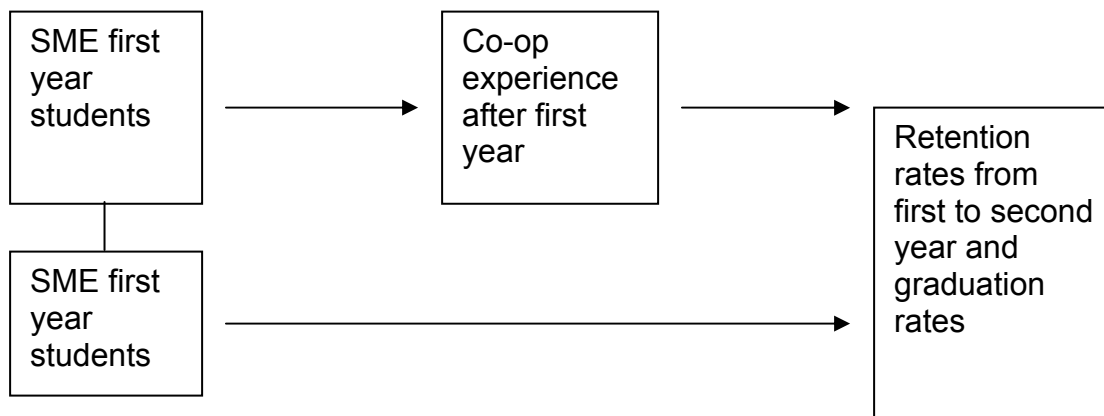 SME first
year
students
Co-op
experience
after first
year
Retention
rates from
first to second
year and
graduation
rates
SME first
year
students